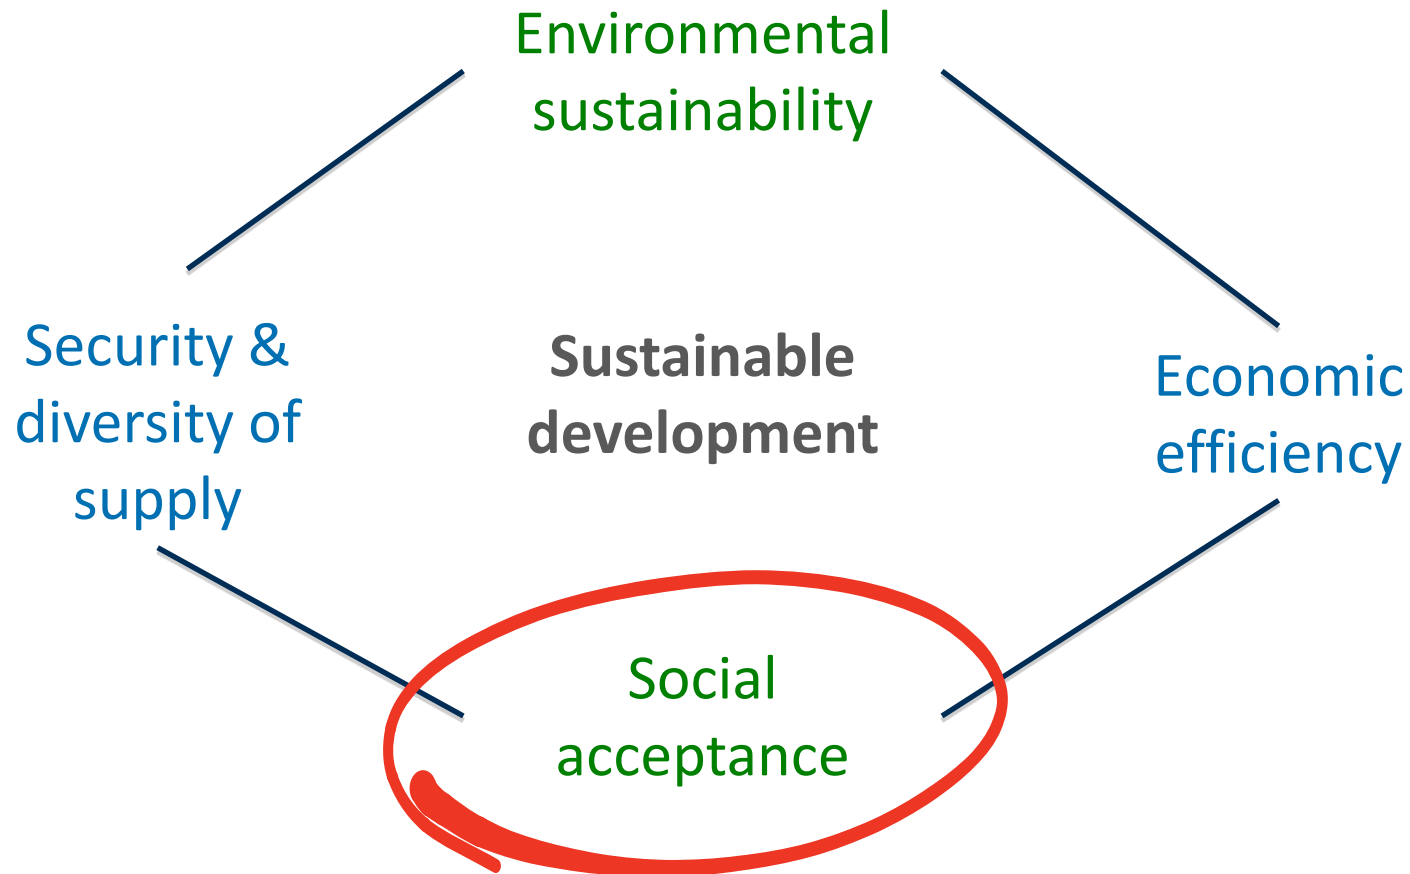 Environmental
sustainability
Security &
diversity of
supply
Sustainable
development
Economic
efficiency
Social
acceptance